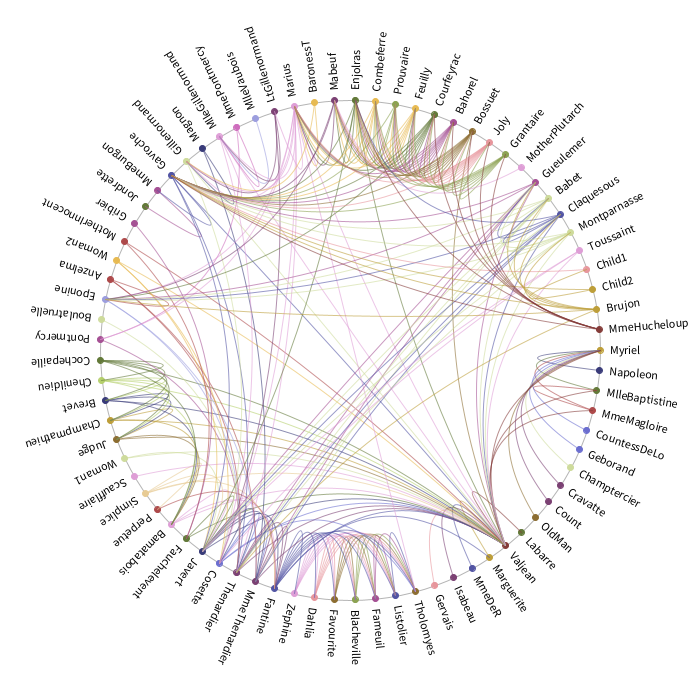 Myriel
Napoleon
MlleBaptistine
MmeMagloire
CountessDeLo
Geborand
Champtercier
Cravatte
Count
OldMan
Labarre
Valjean
Marguerite
MmeDeR
Isabeau
Gervais
Tholomyes
Listolier
Fameuil
Blacheville
Favourite
Dahlia
Zephine
Fantine
MmeThenardier
Thenardier
Cosette
Javert
Fauchelevent
Bamatabois
Perpetue
Simplice
Scaufflaire
Woman1
Judge
Champmathieu
Brevet
Chenildieu
Cochepaille
Pontmercy
Boulatruelle
Eponine
Anzelma
Woman2
MotherInnocent
Gribier
Jondrette
MmeBurgon
Gavroche
Gillenormand
Magnon
MlleGillenormand
MmePontmercy
MlleVaubois
LtGillenormand
Marius
BaronessT
Mabeuf
Enjolras
Combeferre
Prouvaire
Feuilly
Courfeyrac
Bahorel
Bossuet
Joly
Grantaire
MotherPlutarch
Gueulemer
Babet
Claquesous
Montparnasse
Toussaint
Child1
Child2
Brujon
MmeHucheloup